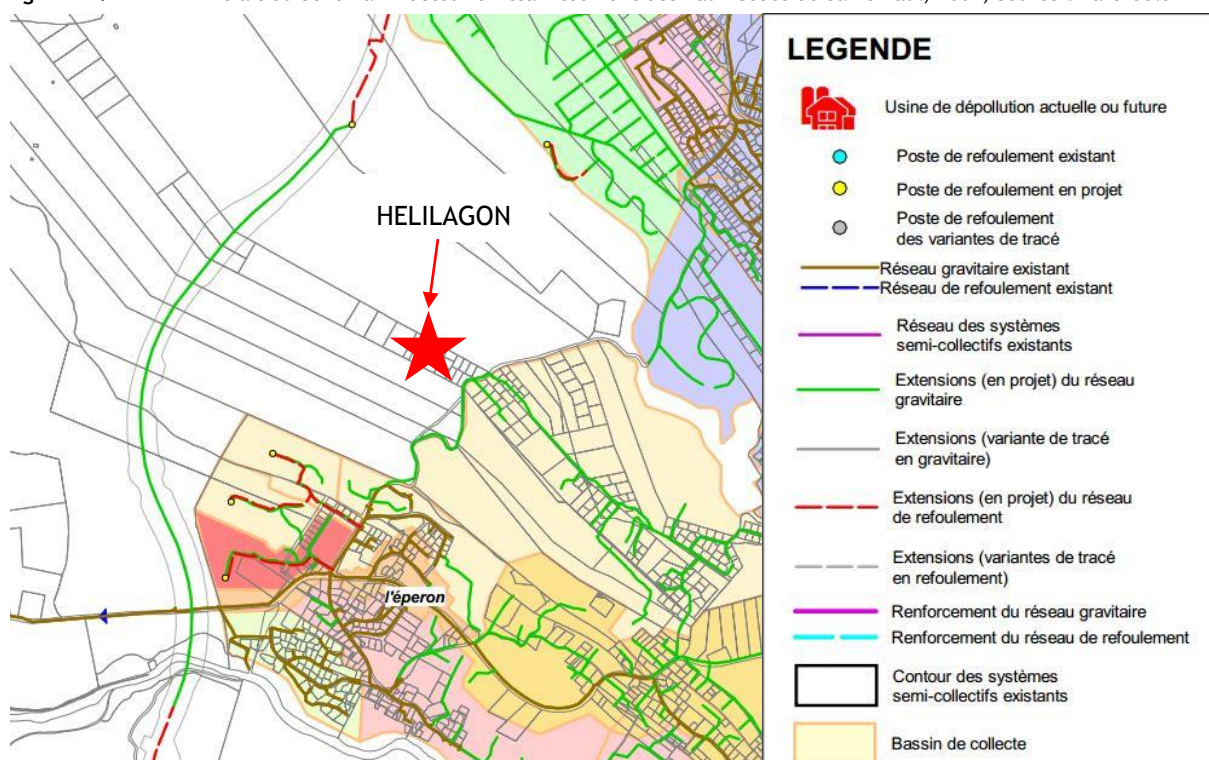 HELILAGON
l'éperon
LEGENDE
Usine de dépollution actuelle ou future
Poste de refoulement existant
Poste de refoulement en projet
Poste de refoulement
des variantes de tracé
Réseau gravitaire existant
Réseau de refoulement existant
Réseau des systèmes
semi-collectifs existants
Extensions (en projet) du réseau
gravitaire
Extensions (variante de tracé
en gravitaire)
Extensions (en projet) du réseau
de refoulement
Extensions (variantes de tracé
en refoulement)
Renforcement du réseau gravitaire
Renforcement du réseau de refoulement
Contour des systèmes
semi-collectifs existants
Bassin de collecte